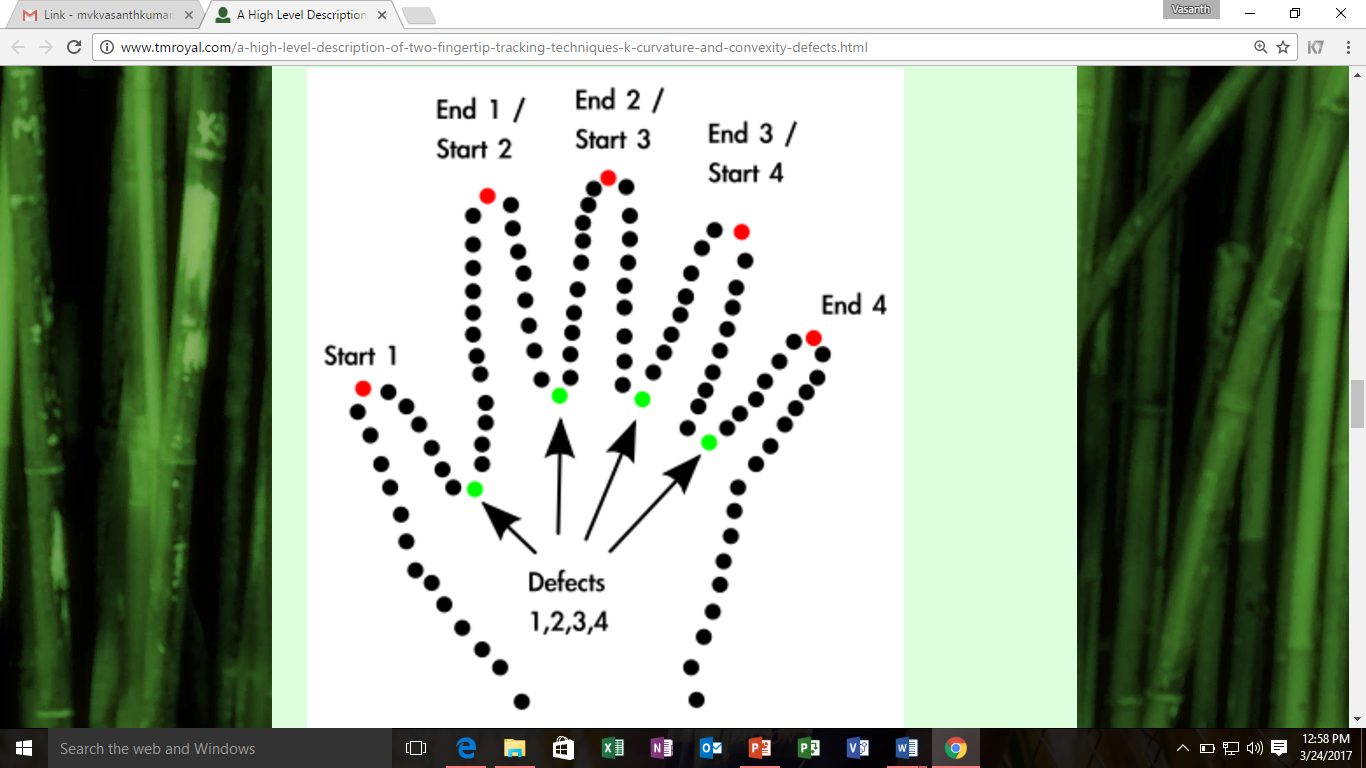 Link - mvkvasanthkumar
A High Level Description
Vasanth
www.tmroyal.com/a-high-level-description-of-two-fingertip-tracking-techniques-k-curvature-and-convexity-defects.html
K7
End 1 /
Start 2
End 2 /
Start 3
End 3 /
Start 4
End 4
Start 1
Defects
1,2,3,4
Search the web and Windows
12:58 PM
3/24/2017